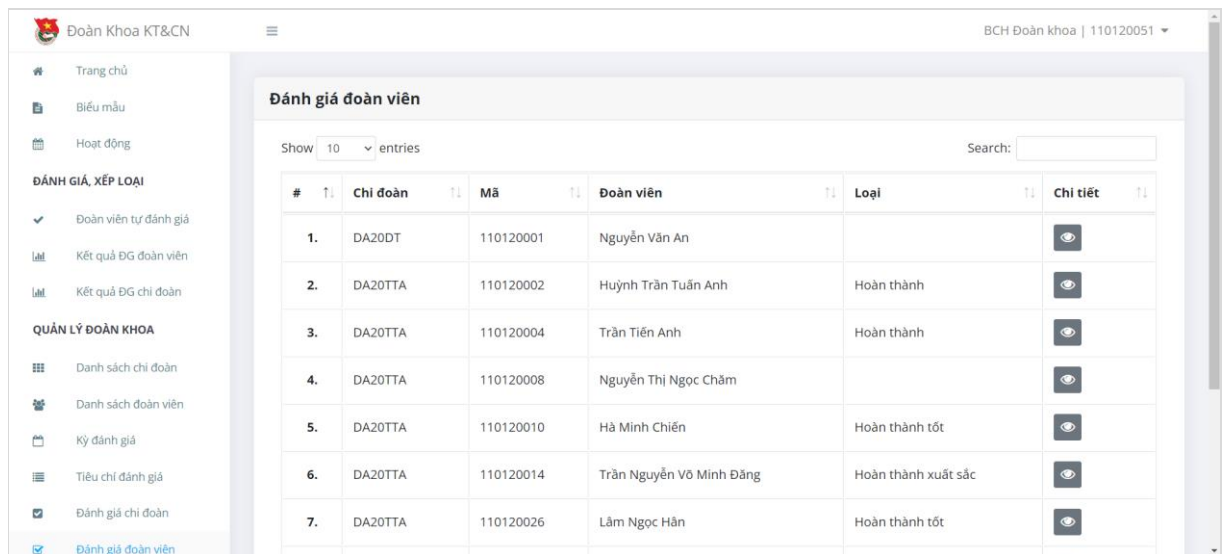 Đoàn Khoa KT&CN
BCH Đoàn khoa | 110120051
Trang chủ
Biểu mẫu
Hoạt động
ĐÁNH GIÁ, XẾP LOẠI
Đoàn viên tự đánh giá
Kết quả ĐG đoàn viên
Kết quả ĐG chi đoàn
QUẢN LÝ ĐOÀN KHOA
Danh sách chi đoàn
Danh sách đoàn viên
Kỳ đánh giá
Tiêu chí đánh giá
Đánh giá chi đoàn
Đánh giá đoàn viên
Đánh giá đoàn viên
Show 10 entries
Search:
# Chi đoàn Mã Đoàn viên Loại Chi tiết
1. DA20DT 110120001 Nguyễn Văn An
2. DA20TTA 110120002 Huỳnh Trần Tuấn Anh Hoàn thành
3. DA20TTA 110120004 Trần Tiến Anh Hoàn thành
4. DA20TTA 110120008 Nguyễn Thị Ngọc Chăm
5. DA20TTA 110120010 Hà Minh Chiến Hoàn thành tốt
6. DA20TTA 110120014 Trần Nguyễn Võ Minh Đăng Hoàn thành xuất sắc
7. DA20TTA 110120026 Lâm Ngọc Hân Hoàn thành tốt